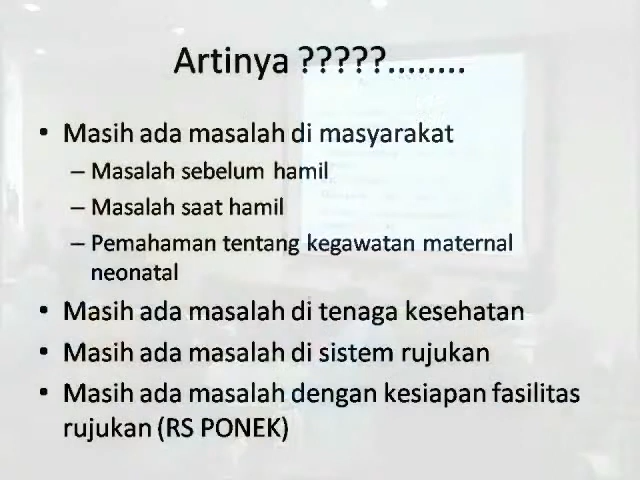 Artinya ?????........
• Masih ada masalah di masyarakat
– Masalah sebelum hamil
– Masalah saat hamil
– Pemahaman tentang kegawatan maternal
neonatal
• Masih ada masalah di tenaga kesehatan
• Masih ada masalah di sistem rujukan
• Masih ada masalah dengan kesiapan fasilitas
rujukan (RS PONEK)